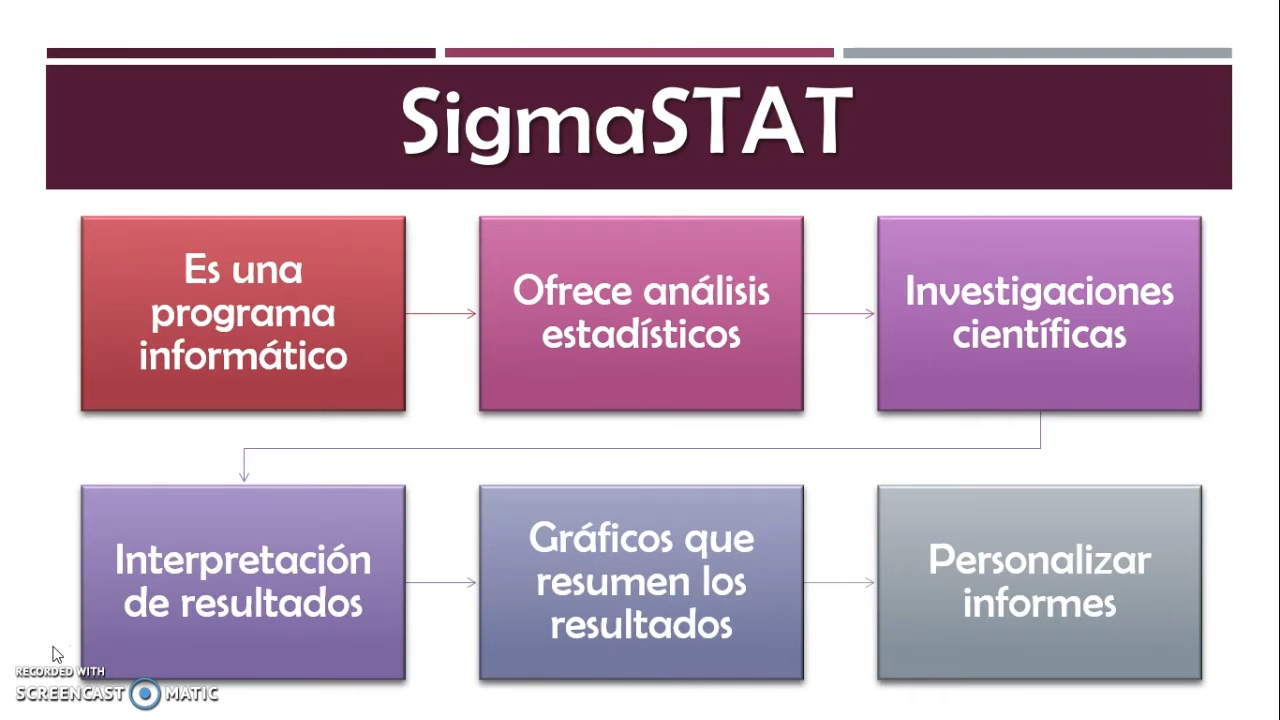 SigmaSTAT
Es una
programa
informático
Ofrece análisis
estadísticos
Investigaciones
científicas
Interpretación
de resultados
Gráficos que
resumen los
resultados
Personalizar
informes
RECORDED WITH
SCREENCAST MATIC